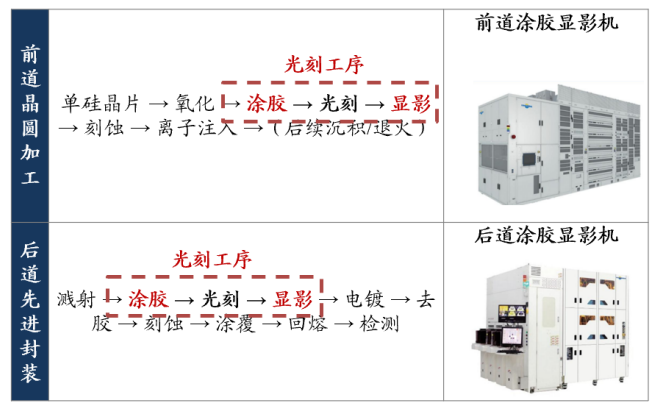 前道晶圆加工
光刻工序
单硅晶片 → 氧化 → 涂胶 → 光刻 → 显影
→ 刻蚀 → 离子注入 → （后续沉积/退火）
前道涂胶显影机
后道先进封装
光刻工序
溅射 → 涂胶 → 光刻 → 显影 → 电镀 → 去
胶 → 刻蚀 → 涂覆 → 回熔 → 检测
后道涂胶显影机